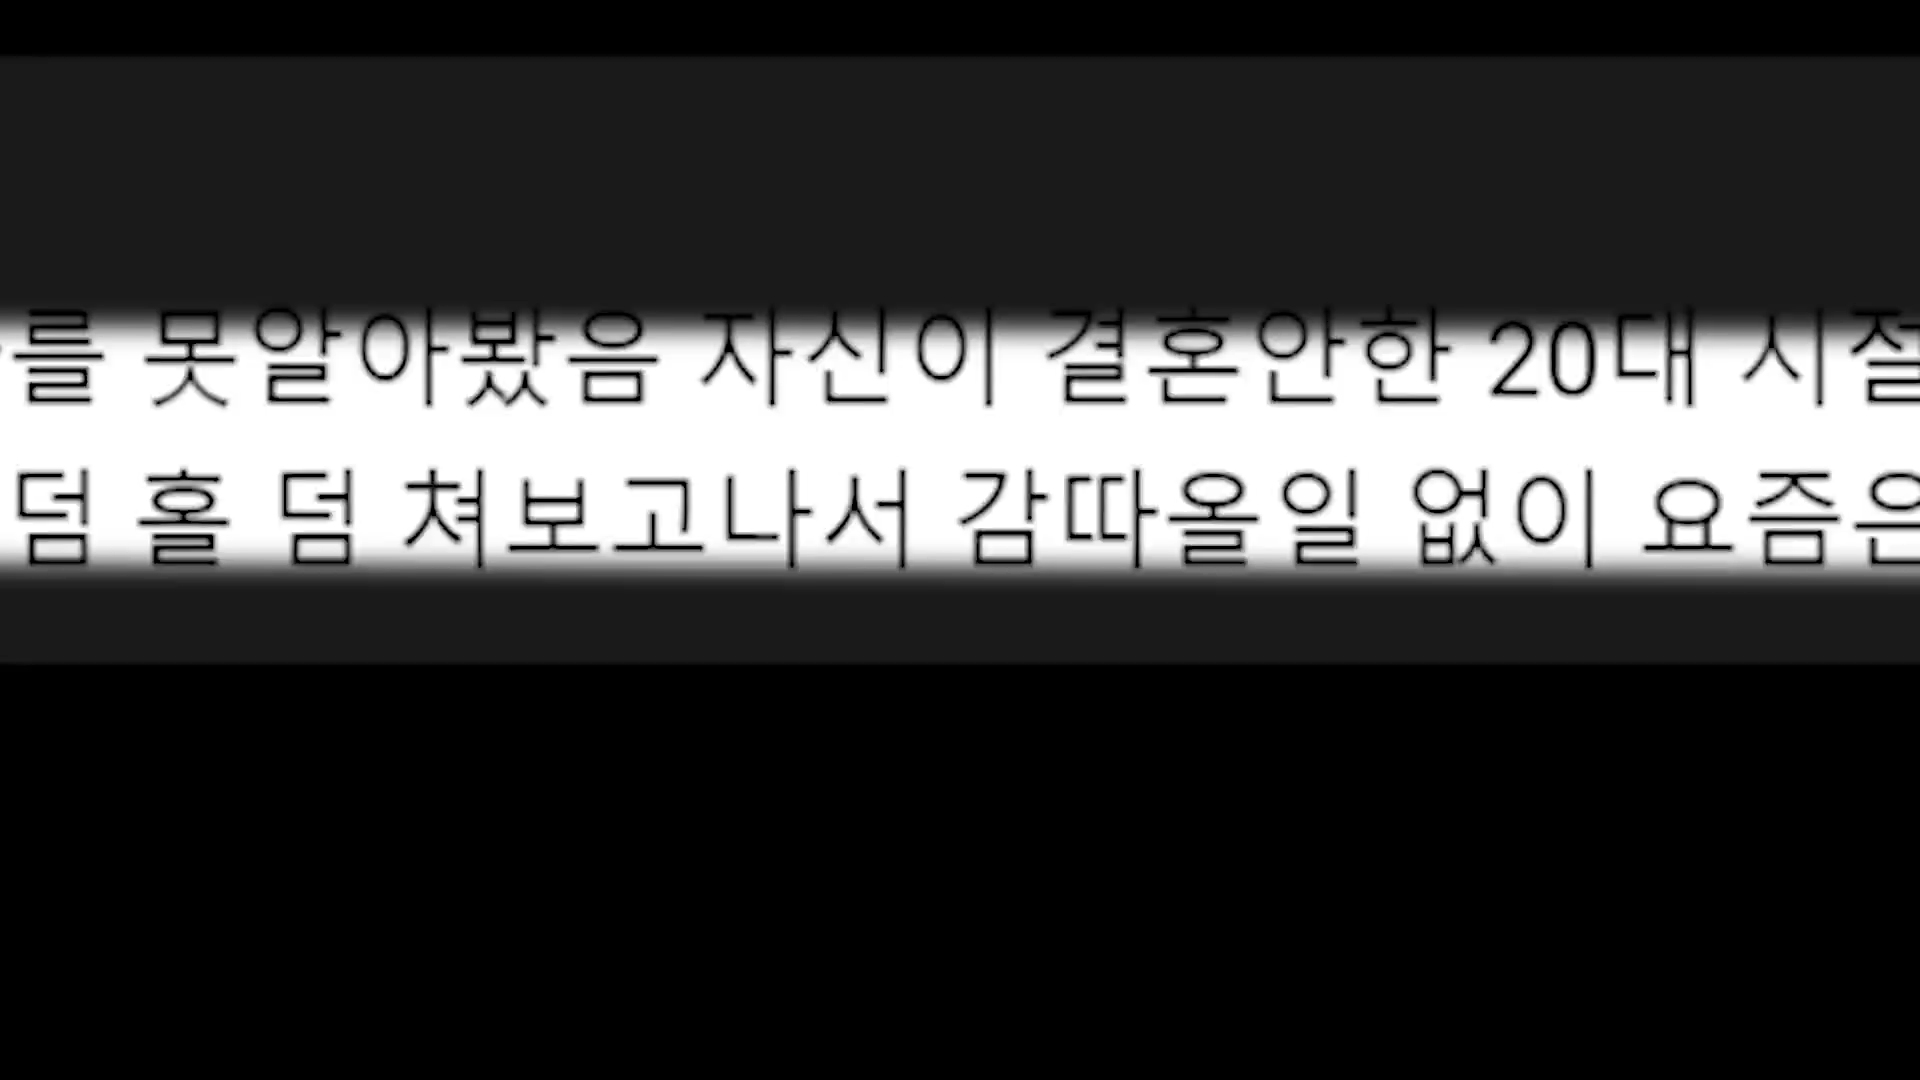 를 못알아봤음 자신이 결혼안한 20대 시절
덤 홀 덤 쳐보고나서 감따올일 없이 요즘은